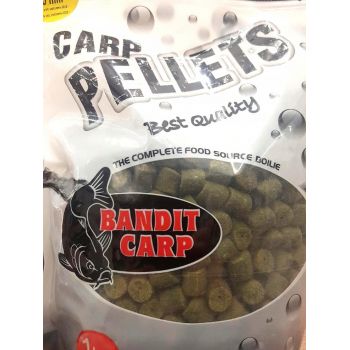 CARP
PELLETS
Best Quality
THE COMPLETE FOOD SOURCE BOILIE
BANDIT
CARP